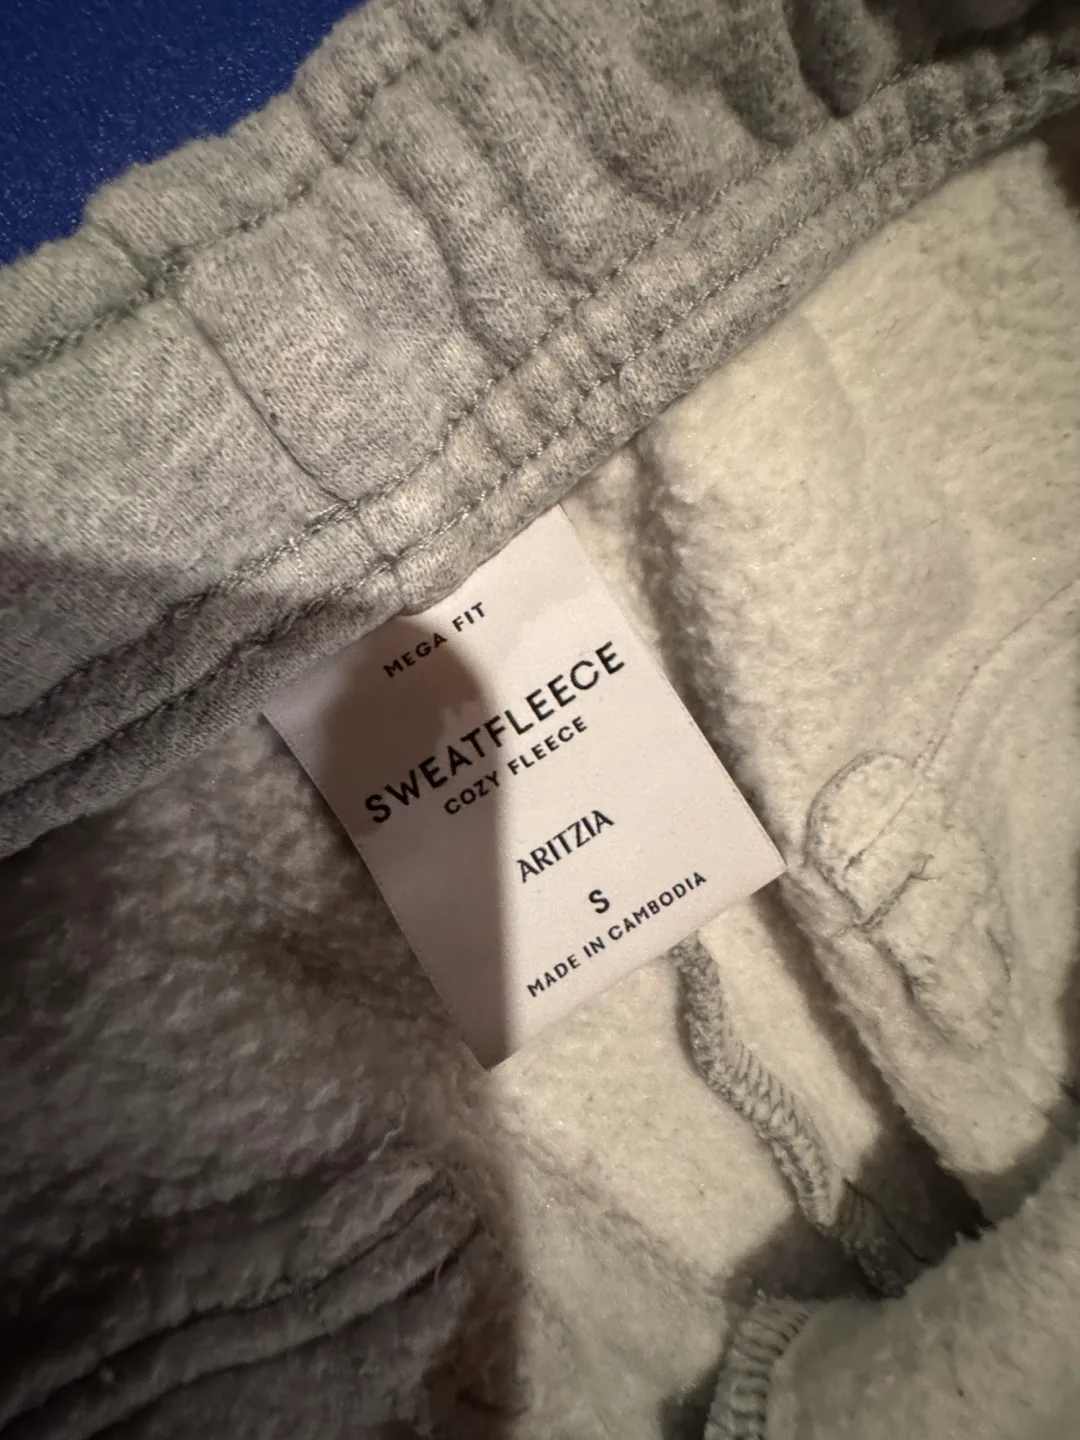 MEGA FIT
SWEATFLEECE
COZY FLEECE
ARITZIA
S
MADE IN CAMBODIA